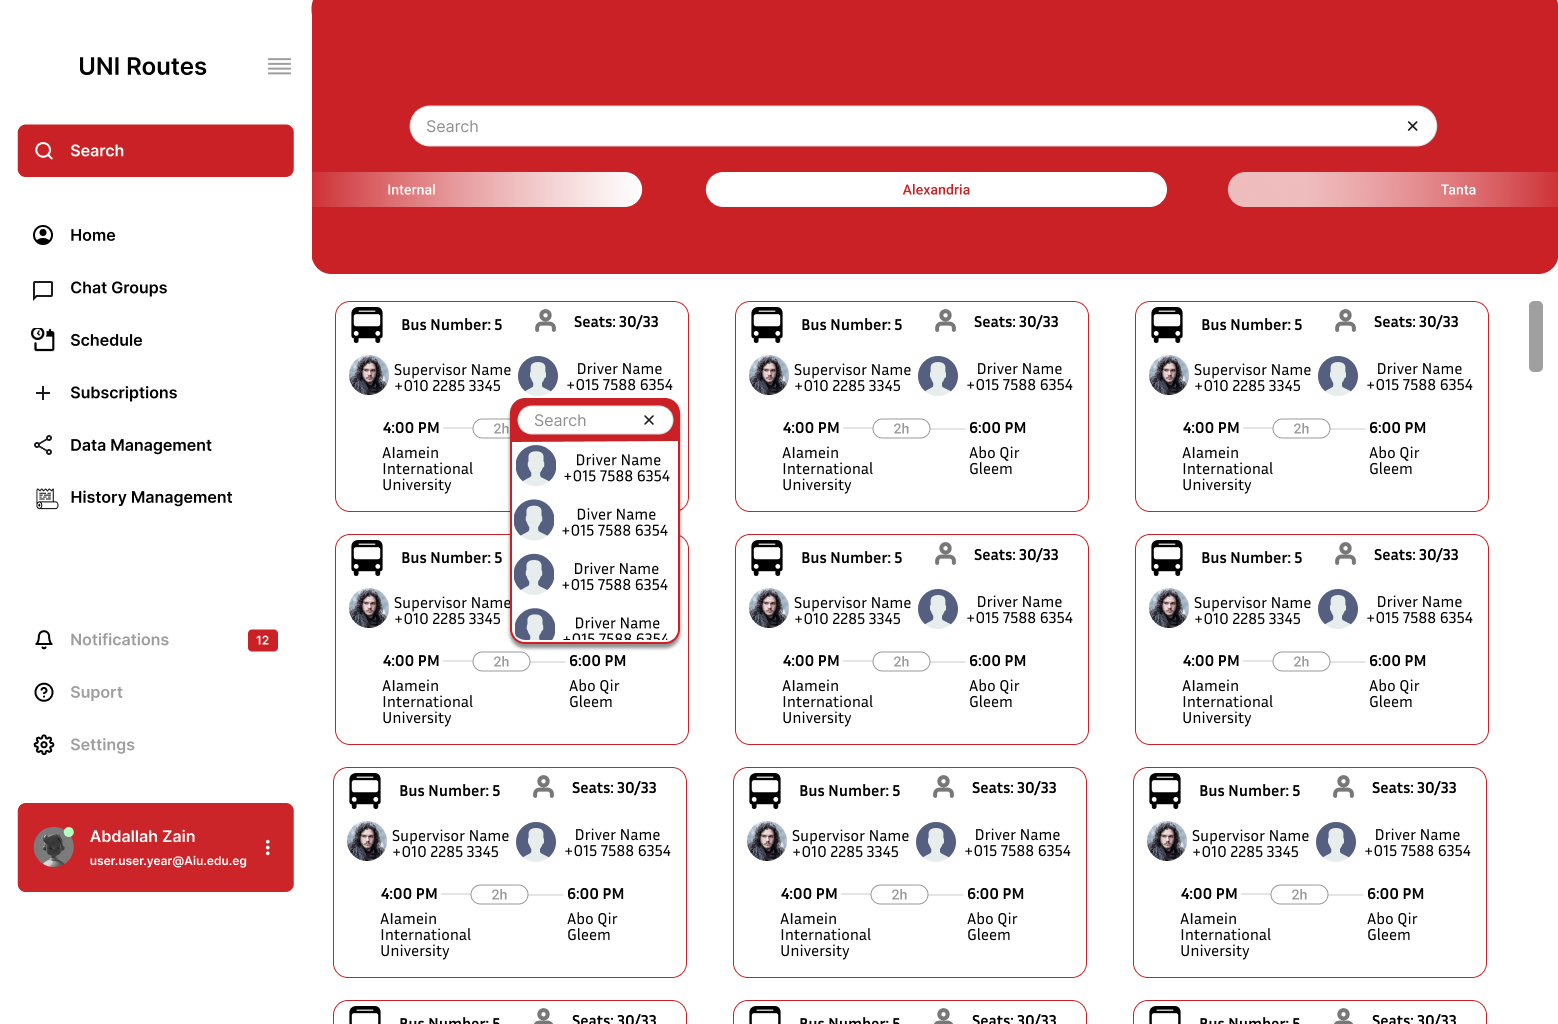 UNI Routes
Search
Home
Chat Groups
Schedule
Subscriptions
Data Management
History Management
Notifications
12
Suport
Settings
Abdallah Zain
user.user.year@Aiu.edu.eg
Search
Internal
Alexandria
Tanta
Bus Number: 5
Seats: 30/33
Supervisor Name
+010 2285 3345
Driver Name
+015 7588 6354
4:00 PM
2h
Alamein
International
University
Search
Driver Name
+015 7588 6354
Diver Name
+015 7588 6354
Driver Name
+015 7588 6354
Driver Name
+015 7588 6354
Bus Number: 5
Seats: 30/33
Supervisor Name
+010 2285 3345
Driver Name
+015 7588 6354
4:00 PM
2h
6:00 PM
Alamein
International
University
Abo Qir
Gleem
Bus Number: 5
Seats: 30/33
Supervisor Name
+010 2285 3345
Driver Name
+015 7588 6354
4:00 PM
2h
6:00 PM
Alamein
International
University
Abo Qir
Gleem
Bus Number: 5
Supervisor Name
+010 2285 3345
4:00 PM
2h
6:00 PM
Alamein
International
University
Abo Qir
Gleem
Bus Number: 5
Seats: 30/33
Supervisor Name
+010 2285 3345
Driver Name
+015 7588 6354
4:00 PM
2h
6:00 PM
Alamein
International
University
Abo Qir
Gleem
Bus Number: 5
Seats: 30/33
Supervisor Name
+010 2285 3345
Driver Name
+015 7588 6354
4:00 PM
2h
6:00 PM
Alamein
International
University
Abo Qir
Gleem
Bus Number: 5
Seats: 30/33
Supervisor Name
+010 2285 3345
Driver Name
+015 7588 6354
4:00 PM
2h
6:00 PM
Alamein
International
University
Abo Qir
Gleem
Bus Number: 5
Seats: 30/33
Supervisor Name
+010 2285 3345
Driver Name
+015 7588 6354
4:00 PM
2h
6:00 PM
Alamein
International
University
Abo Qir
Gleem
Bus Number: 5
Seats: 30/33
Supervisor Name
+010 2285 3345
Driver Name
+015 7588 6354
4:00 PM
2h
6:00 PM
Alamein
International
University
Abo Qir
Gleem
Bus Number: 5
Seats: 30/33
Bus Number: 5
Seats: 30/33
Bus Number: 5
Seats: 30/33